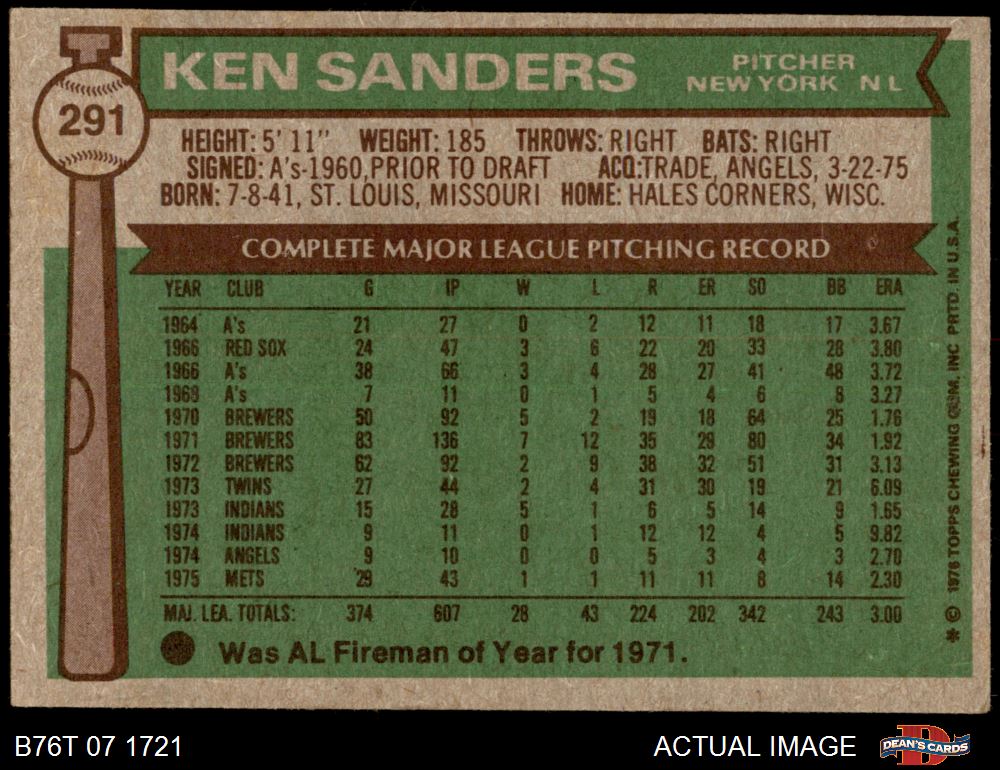 291
KEN SANDERS
PITCHER
NEW YORK N L
HEIGHT: 5' 11" WEIGHT: 185 THROWS: RIGHT BATS: RIGHT
SIGNED: A's-1960, PRIOR TO DRAFT ACQ: TRADE, ANGELS, 3-22-75
BORN: 7-8-41, ST. LOUIS, MISSOURI HOME: HALES CORNERS, WISC.
COMPLETE MAJOR LEAGUE PITCHING RECORD
YEAR CLUB G IP W L R ER SO BB ERA
1964 A's 21 27 0 2 12 11 18 17 3.67
1966 RED SOX 24 47 3 6 22 20 33 28 3.80
1966 A's 38 66 3 4 28 27 41 48 3.72
1968 A's 7 11 0 1 5 4 6 8 3.27
1970 BREWERS 50 92 5 2 19 18 64 25 1.76
1971 BREWERS 83 136 7 12 35 29 80 34 1.92
1972 BREWERS 62 92 2 9 38 32 51 31 3.13
1973 TWINS 27 44 2 4 31 30 19 21 6.09
1973 INDIANS 15 28 5 1 6 5 14 9 1.65
1974 INDIANS 9 11 0 1 12 12 4 5 9.82
1974 ANGELS 9 10 0 0 5 3 4 3 2.70
1975 METS 29 43 1 1 11 11 8 14 2.30
MAJ. LEA. TOTALS: 374 607 28 43 224 202 342 243 3.00
Was AL Fireman of Year for 1971.
* © 1976 TOPPS CHEWING GUM, INC PRTD. IN U.S.A.
B76T 07 1721
ACTUAL IMAGE
DEAN'S CARDS